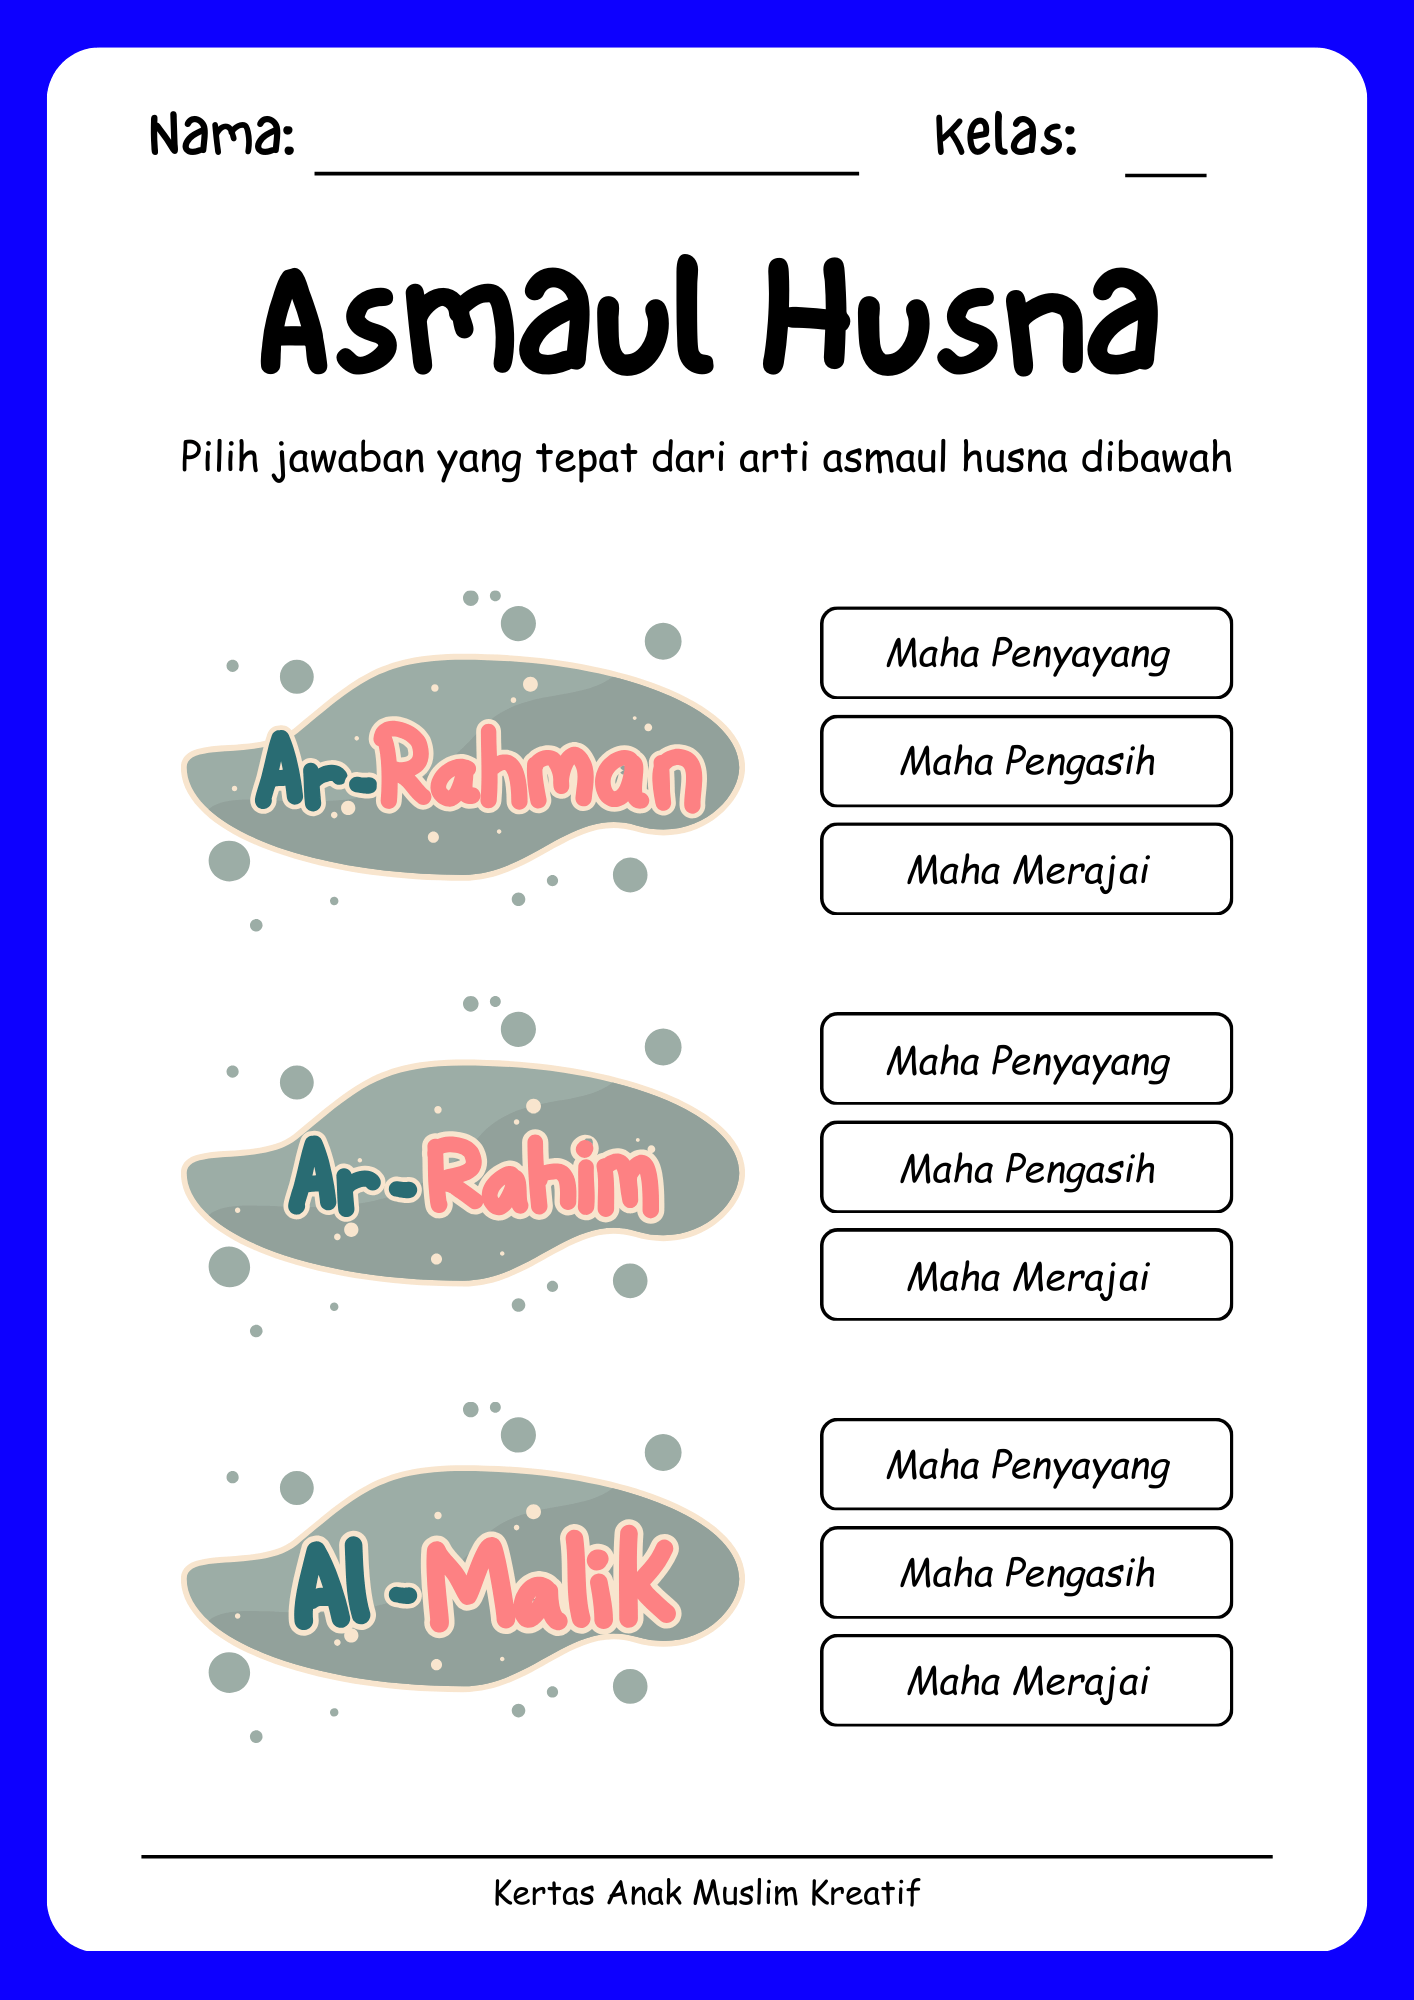 Nama: Kelas:
Asmaul Husna
Pilih jawaban yang tepat dari arti asmaul husna dibawah
Ar-Rahman
Maha Penyayang
Maha Pengasih
Maha Merajai
Ar-Rahim
Maha Penyayang
Maha Pengasih
Maha Merajai
Al-Malik
Maha Penyayang
Maha Pengasih
Maha Merajai
Kertas Anak Muslim Kreatif